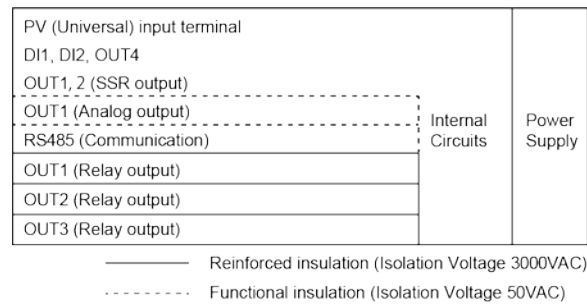 PV (Universal) input terminal
DI1, DI2, OUT4
OUT1, 2 (SSR output)
OUT1 (Analog output)
RS485 (Communication)
OUT1 (Relay output)
OUT2 (Relay output)
OUT3 (Relay output)
Internal
Circuits
Power
Supply
Reinforced insulation (Isolation Voltage 3000VAC)
Functional insulation (Isolation Voltage 50VAC)